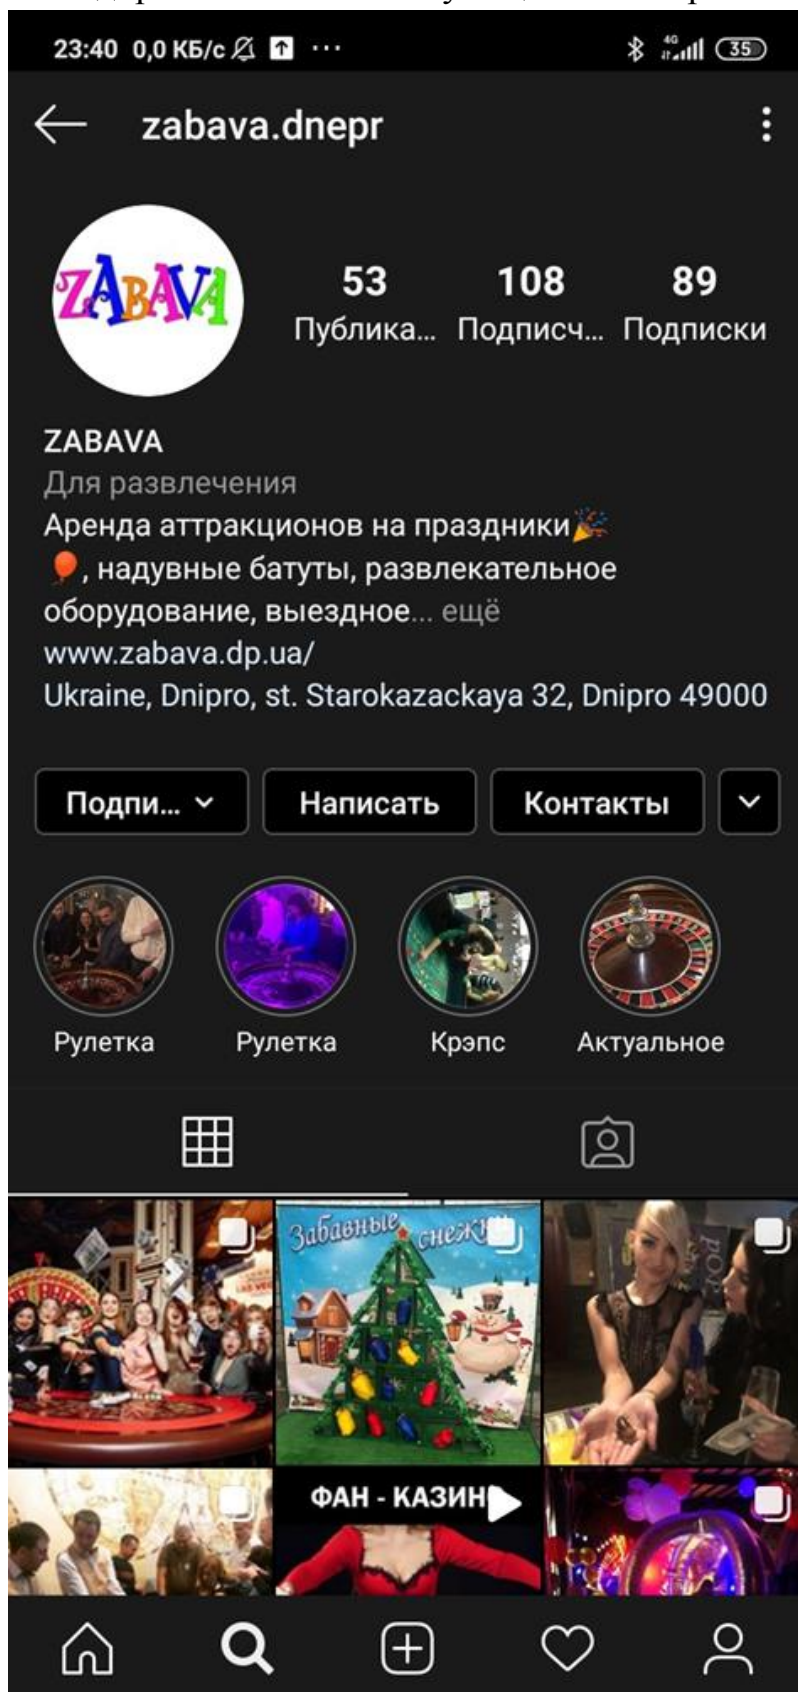 23:40 0,0 КБ/с ...
4G 35
zabava.dnepr
ZABAVA
53 108 89
Публика... Подписч... Подписки
ZABAVA
Для развлечения
Аренда аттракционов на праздники🎉
🎈, надувные батуты, развлекательное
оборудование, выездное... ещё
www.zabava.dp.ua/
Ukraine, Dnipro, st. Starokazackaya 32, Dnipro 49000
Подпи... Написать Контакты
Рулетка Рулетка Крэпс Актуальное
Забавные снежк
ФАН - КАЗИН